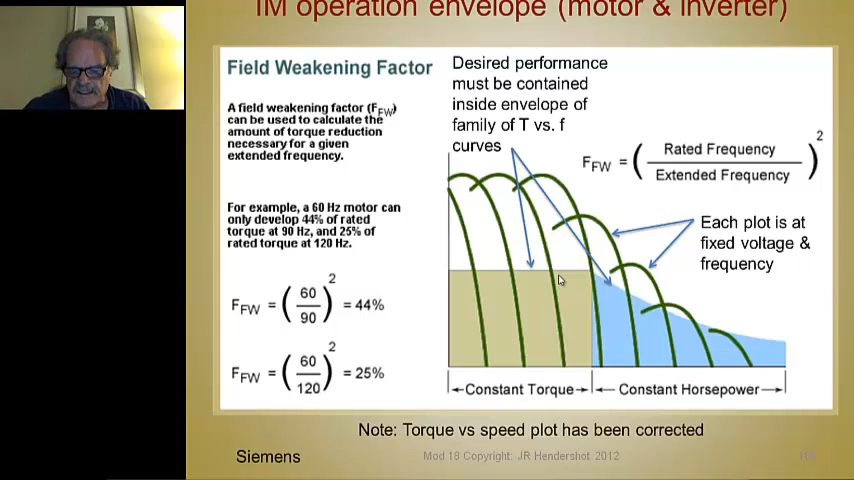 IM operation envelope (motor & inverter)
Field Weakening Factor
A field weakening factor (FFW)
can be used to calculate the
amount of torque reduction
necessary for a given
extended frequency.
For example, a 60 Hz motor can
only develop 44% of rated
torque at 90 Hz, and 25% of
rated torque at 120 Hz.
FFW = (60/90)2 = 44%
FFW = (60/120)2 = 25%
Desired performance
must be contained
inside envelope of
family of T vs. f
curves
FFW = (Rated Frequency/Extended Frequency)2
Each plot is at
fixed voltage &
frequency
Constant Torque
Constant Horsepower
Note: Torque vs speed plot has been corrected
Siemens
Mod 18 Copyright: JR Hendershot 2012